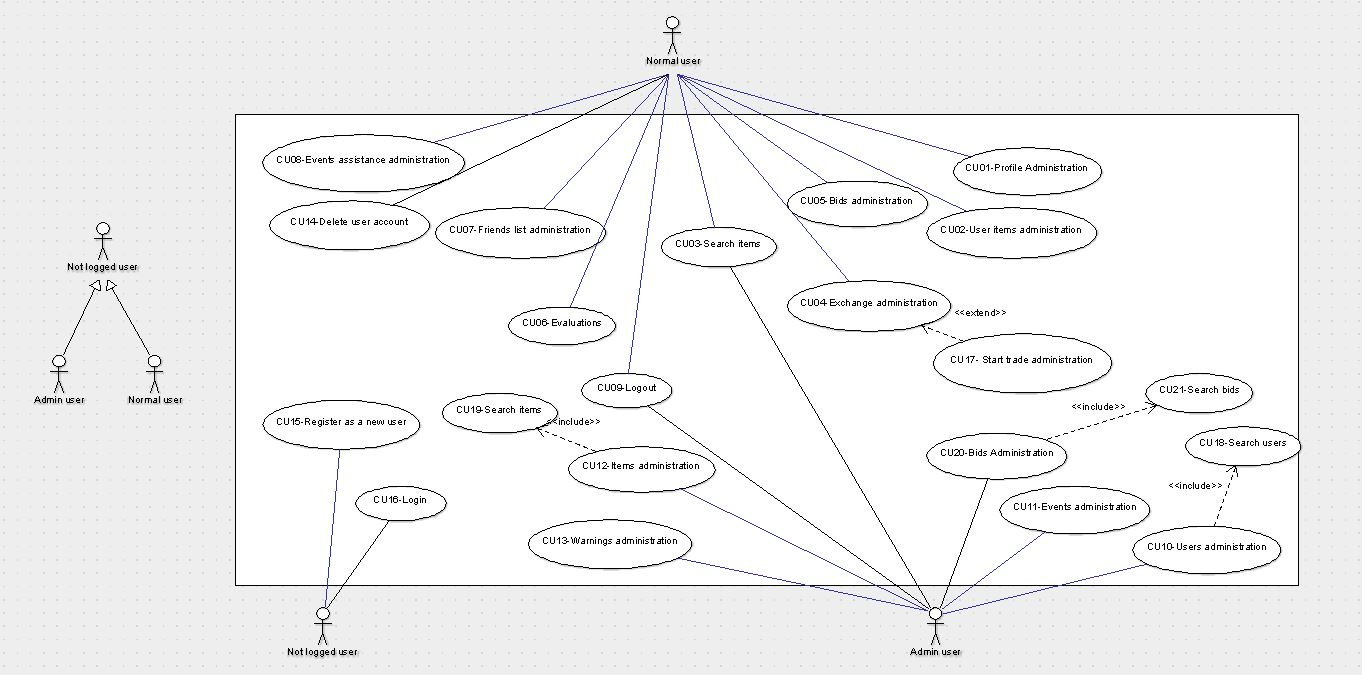 Normal user
CU08-Events assistance administration
CU01-Profile Administration
CU05-Bids administration
CU14-Delete user account
CU07-Friends list administration
CU02-User items administration
CU03-Search items
Not logged user
CU04-Exchange administration
<<extend>>
CU06-Evaluations
CU17- Start trade administration
CU09-Logout
CU21-Search bids
Admin user
Normal user
CU19-Search items
<<include>>
CU15-Register as a new user
<<include>>
CU18-Search users
CU20-Bids Administration
CU12-Items administration
<<include>>
CU16-Login
CU11-Events administration
CU13-Warnings administration
CU10-Users administration
Not logged user
Admin user